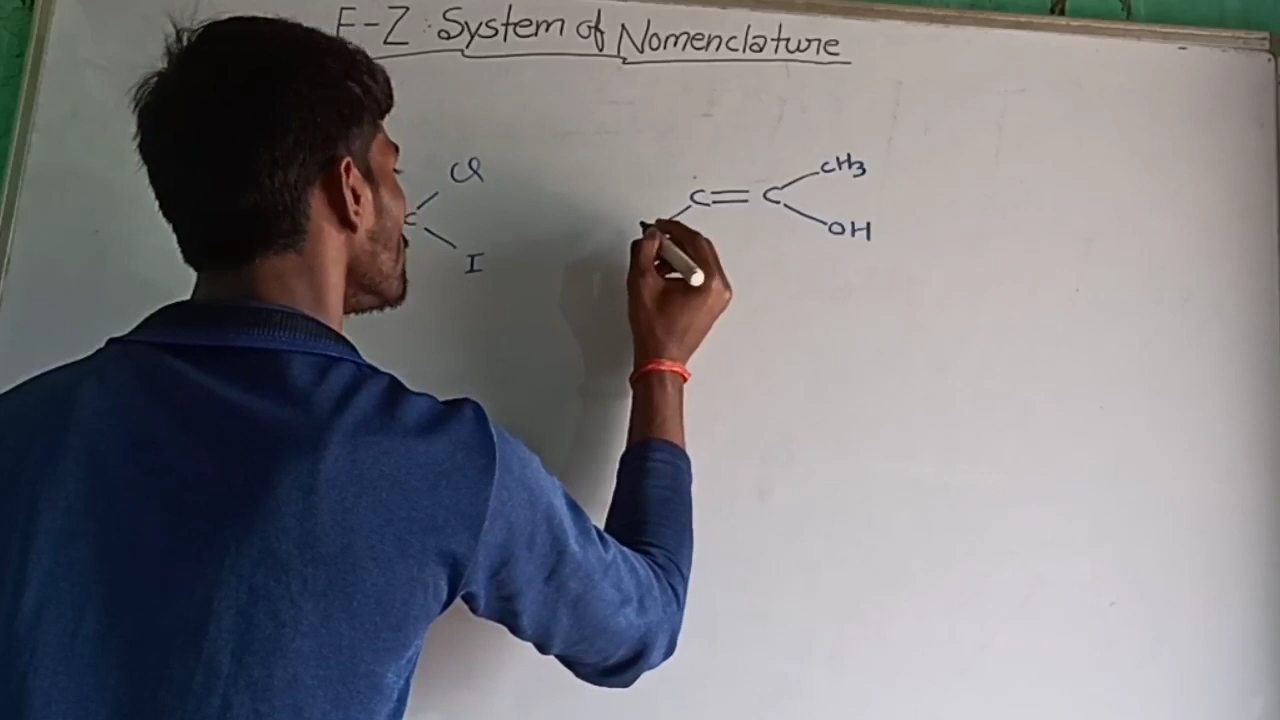 E-Z : System of Nomenclature
Cl
CH3
C
C=C
OH
I